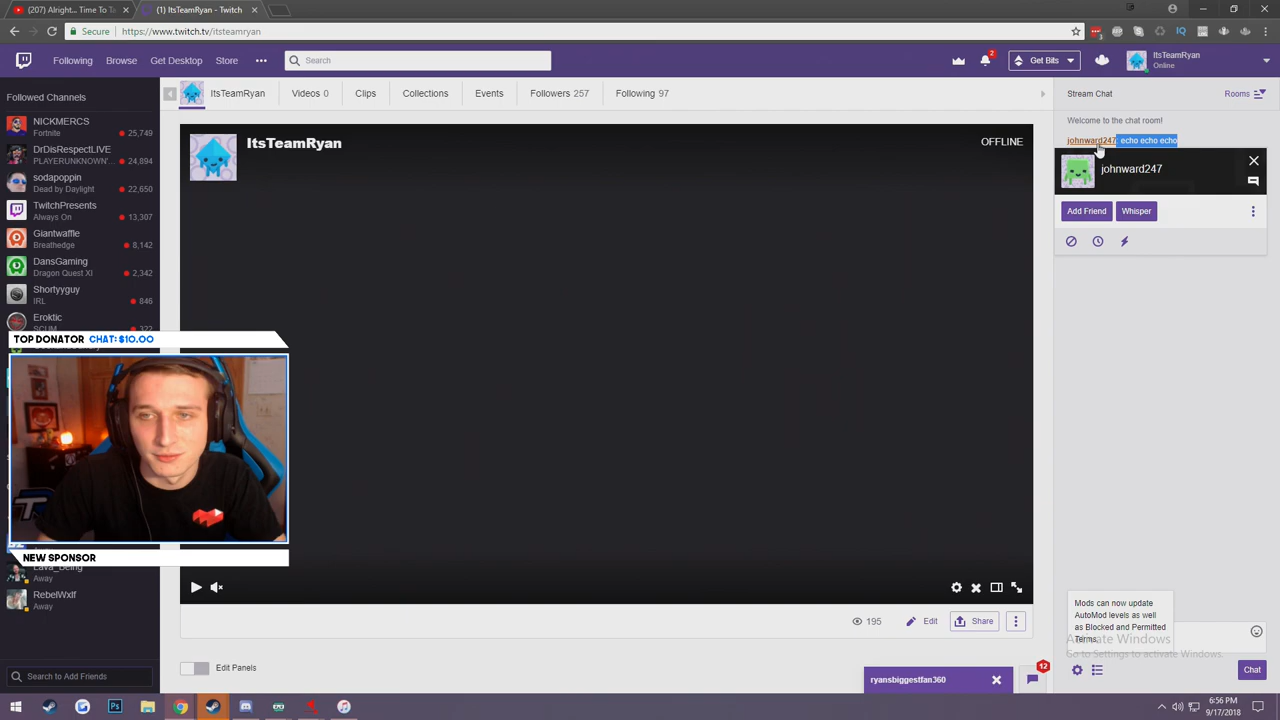 (207) Alright... Time To Ta
(1) ItsTeamRyan - Twitch
Secure
https://www.twitch.tv/itsteamryan
Following
Browse
Get Desktop
Store
Search
2
Get Bits
ItsTeamRyan
Online
Followed Channels
NICKMERCS
Fortnite
25,749
DrDisRespectLIVE
PLAYERUNKNOWN'
24,894
sodapoppin
Dead by Daylight
22,650
TwitchPresents
Always On
13,307
Giantwaffle
Breathedge
8,142
DansGaming
Dragon Quest XI
2,342
Shortyyguy
IRL
846
Eroktic
SCUM
322
TOP DONATOR CHAT: $10.00
NEW SPONSOR
Lava_Being
Away
RebelWxlf
Away
Search to Add Friends
ItsTeamRyan
Videos 0
Clips
Collections
Events
Followers 257
Following 97
ItsTeamRyan
OFFLINE
195
Edit
Share
Edit Panels
ryansbiggestfan360
12
Stream Chat
Rooms
Welcome to the chat room!
johnward247 echo echo echo
johnward247
Add Friend
Whisper
Mods can now update
AutoMod levels as well
as Blocked and Permitted
Terms.
Activate Windows
Go to Settings to activate Windows.
Chat
6:56 PM
9/17/2018